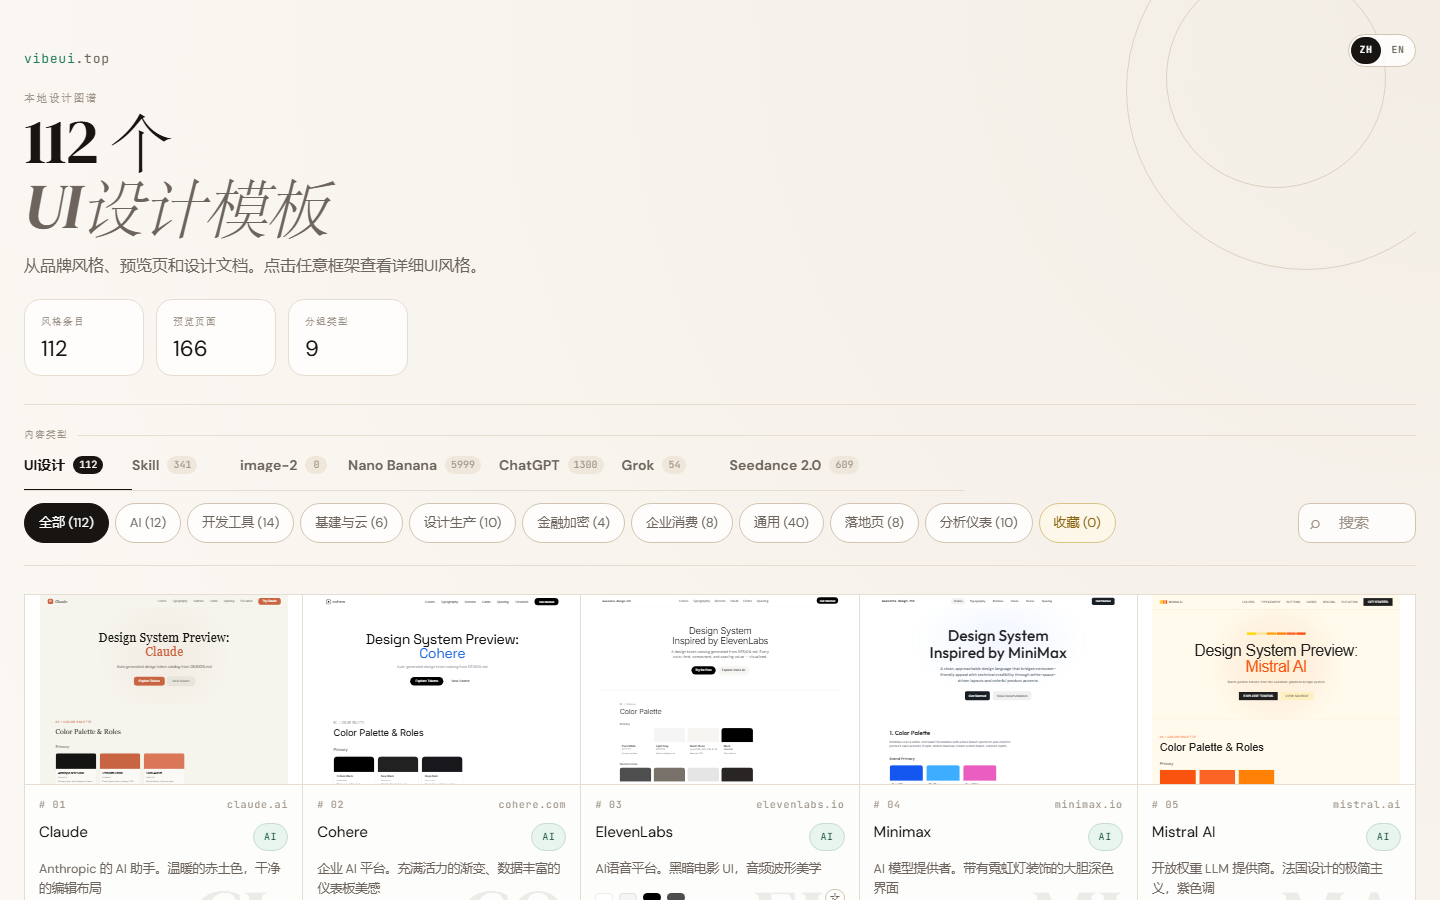 vibeui.top
ZH EN
本地设计图谱
112 个
UI设计模板
从品牌风格、预览页和设计文档。点击任意框架查看详细UI风格。
风格条目
112
预览页面
166
分组类型
9
内容类型
UI设计 112 Skill 341 image-2 0 Nano Banana 5999 ChatGPT 1300 Grok 54 Seedance 2.0 609
全部 (112) AI (12) 开发工具 (14) 基建与云 (6) 设计生产 (10) 金融加密 (4) 企业消费 (8) 通用 (40) 落地页 (8) 分析仪表 (10) 收藏 (0) 搜索
Design System Preview:
Claude
Color Palette & Roles
Primary
Design System Preview:
Cohere
Color Palette & Roles
Primary
Design System
Inspired by ElevenLabs
Color Palette
Primary
Design System
Inspired by MiniMax
1. Color Palette
Brand Primary
Design System Preview:
Mistral AI
Color Palette & Roles
Primary
# 01 claude.ai
Claude AI
Anthropic 的 AI 助手。温暖的赤土色，干净
的编辑布局
# 02 cohere.com
Cohere AI
企业 AI 平台。充满活力的渐变、数据丰富的
仪表板美感
# 03 elevenlabs.io
ElevenLabs AI
AI语音平台。黑暗电影 UI，音频波形美学
# 04 minimax.io
Minimax AI
AI 模型提供者。带有霓虹灯装饰的大胆深色
界面
# 05 mistral.ai
Mistral AI AI
开放权重 LLM 提供商。法国设计的极简主
义，紫色调